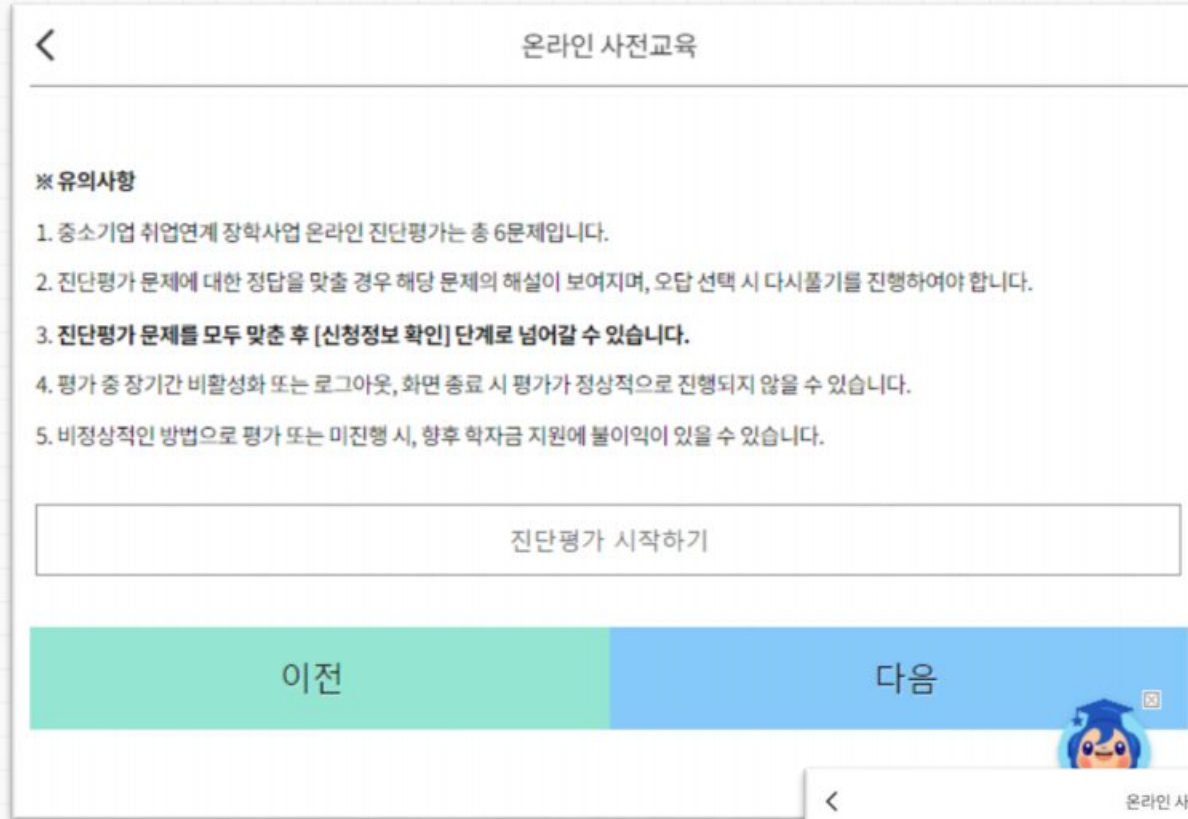 온라인 사전교육
※ 유의사항
1. 중소기업 취업연계 장학사업 온라인 진단평가는 총 6문제입니다.
2. 진단평가 문제에 대한 정답을 맞출 경우 해당 문제의 해설이 보여지며, 오답 선택 시 다시풀기를 진행하여야 합니다.
3. 진단평가 문제를 모두 맞춘 후 [신청정보 확인] 단계로 넘어갈 수 있습니다.
4. 평가 중 장기간 비활성화 또는 로그아웃, 화면 종료 시 평가가 정상적으로 진행되지 않을 수 있습니다.
5. 비정상적인 방법으로 평가 또는 미진행 시, 향후 학자금 지원에 불이익이 있을 수 있습니다.
진단평가 시작하기
이전 다음
온라인 사